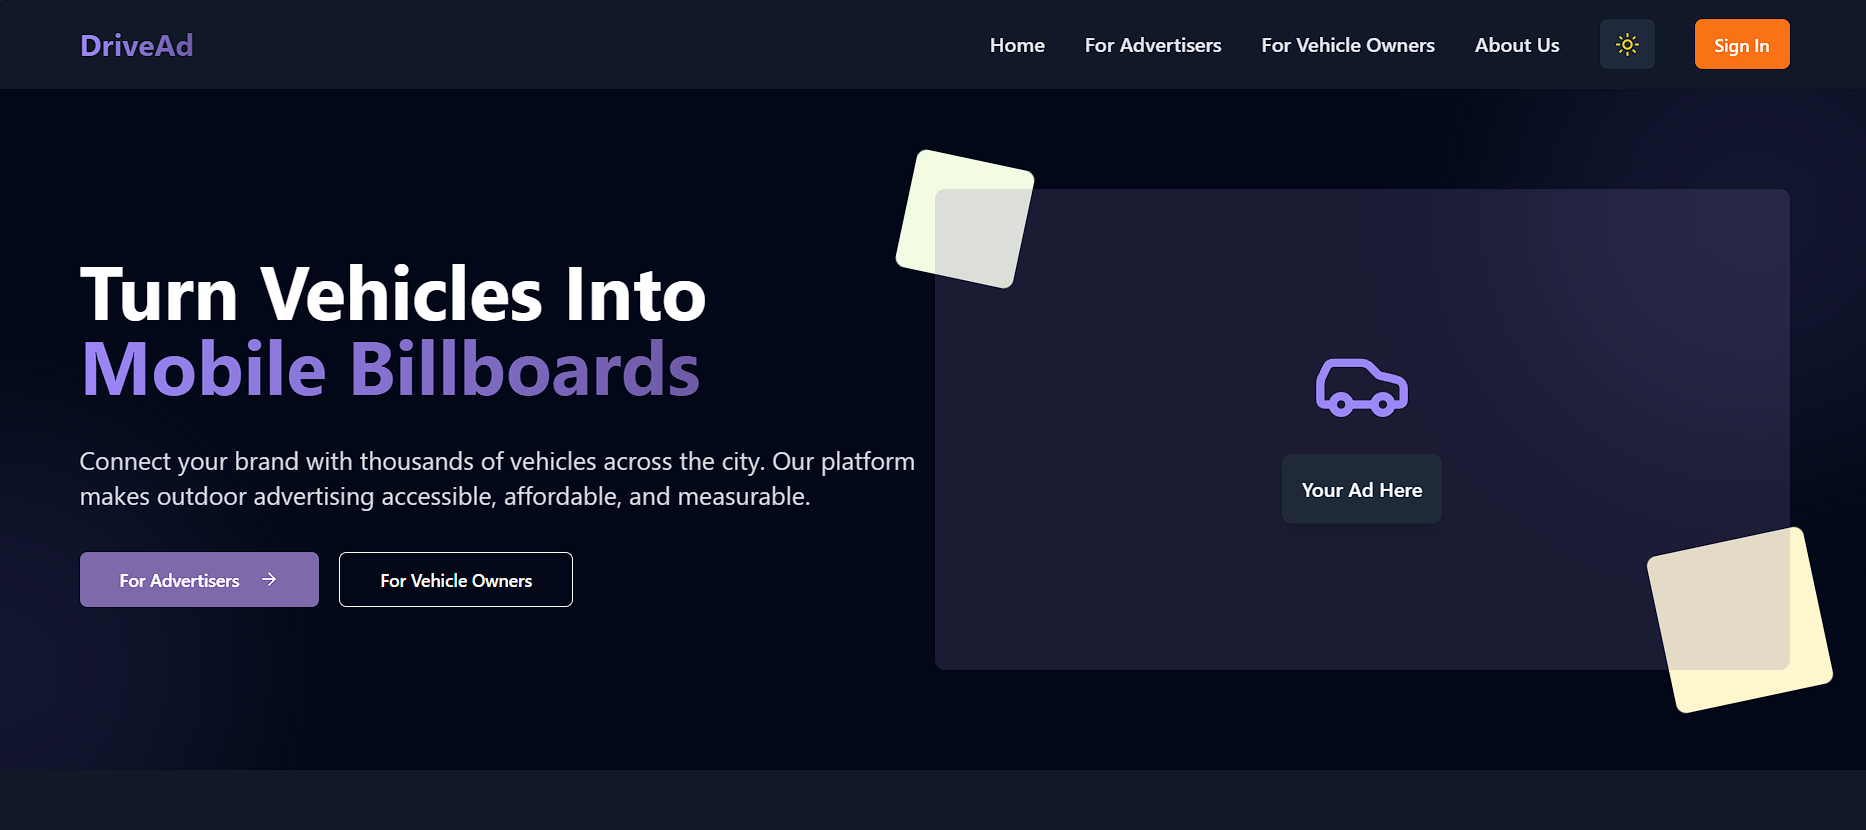 DriveAd
Home
For Advertisers
For Vehicle Owners
About Us
Sign In
Turn Vehicles Into
Mobile Billboards
Connect your brand with thousands of vehicles across the city. Our platform
makes outdoor advertising accessible, affordable, and measurable.
For Advertisers
For Vehicle Owners
Your Ad Here